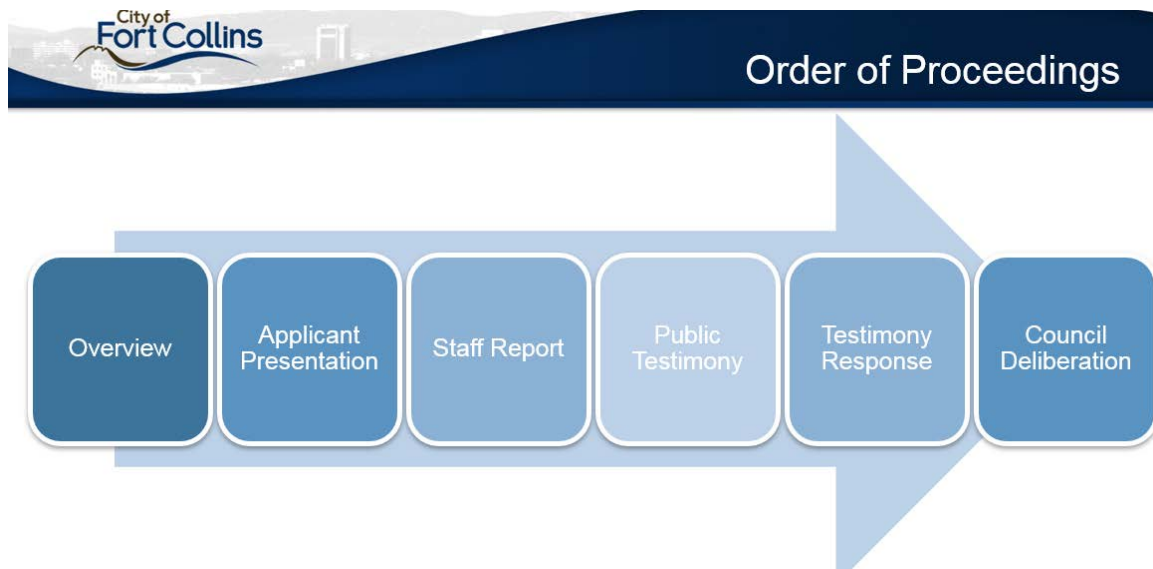 City of
Fort Collins
Order of Proceedings
Overview
Applicant
Presentation
Staff Report
Public
Testimony
Testimony
Response
Council
Deliberation